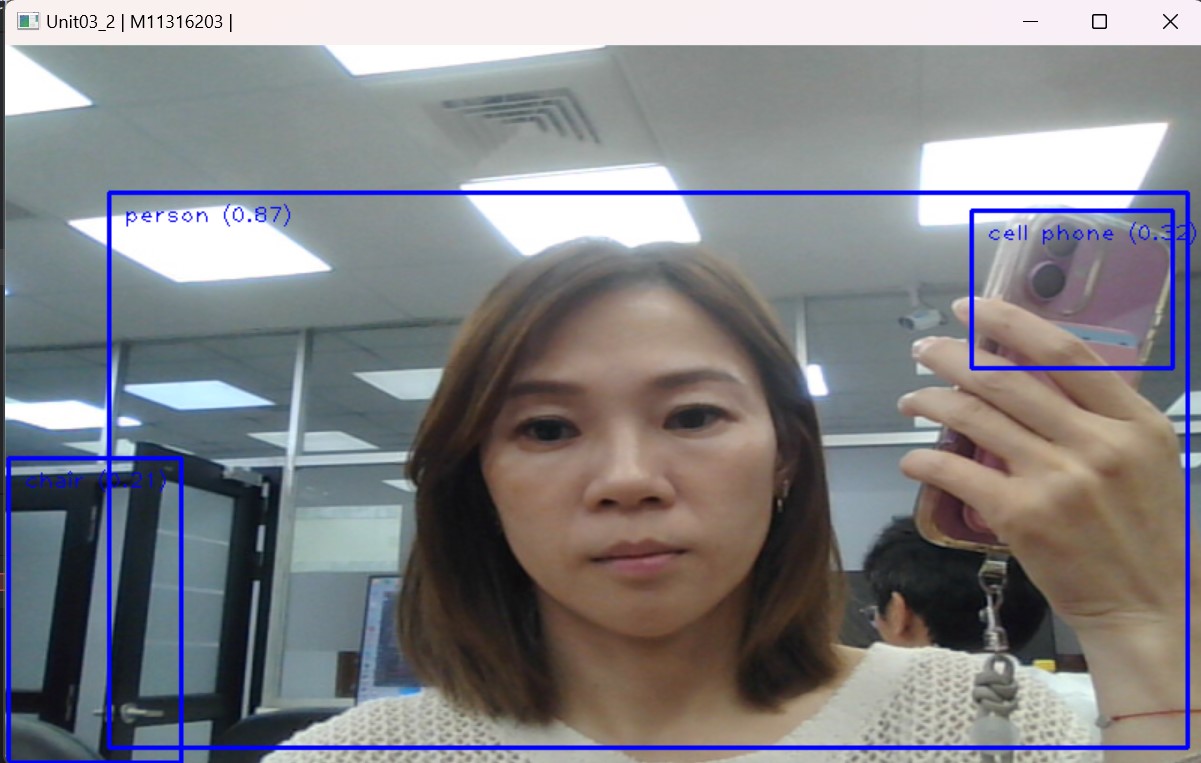 Unit03_2 | M11316203 |
person (0.87)
cell phone (0.32)
chair (0.21)